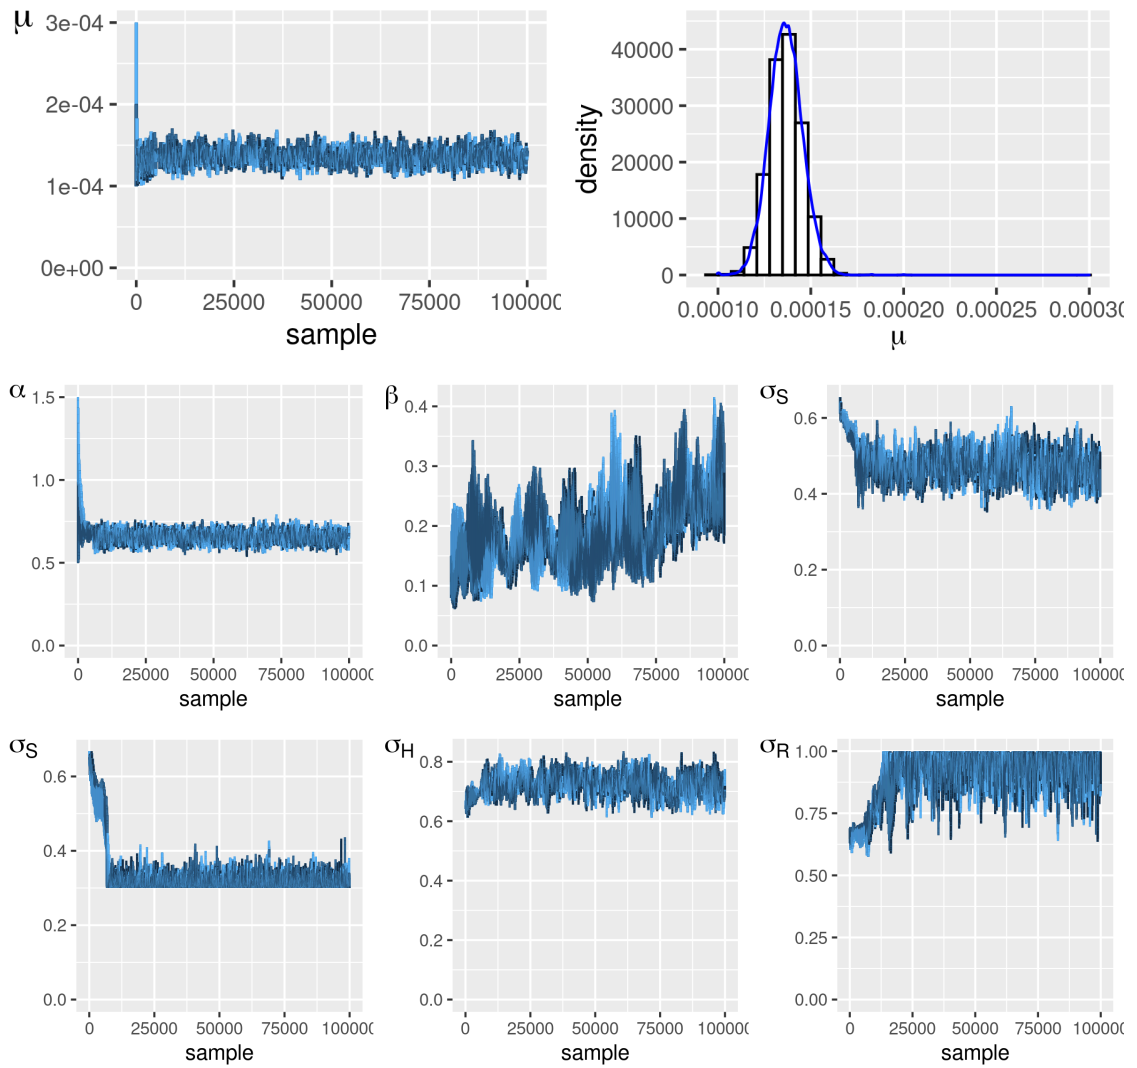 μ
3e-04
2e-04
1e-04
0e+00
0 25000 50000 75000 100000
sample
density
40000
30000
20000
10000
0
0.00010 0.00015 0.00020 0.00025 0.00030
μ
α
1.5
1.0
0.5
0.0
0 25000 50000 75000 100000
sample
β
0.4
0.3
0.2
0.1
0.0
0 25000 50000 75000 100000
sample
σS
0.6
0.4
0.2
0.0
0 25000 50000 75000 100000
sample
σS
0.6
0.4
0.2
0.0
0 25000 50000 75000 100000
sample
σH
0.8
0.6
0.4
0.2
0.0
0 25000 50000 75000 100000
sample
σR
1.00
0.75
0.50
0.25
0.00
0 25000 50000 75000 100000
sample